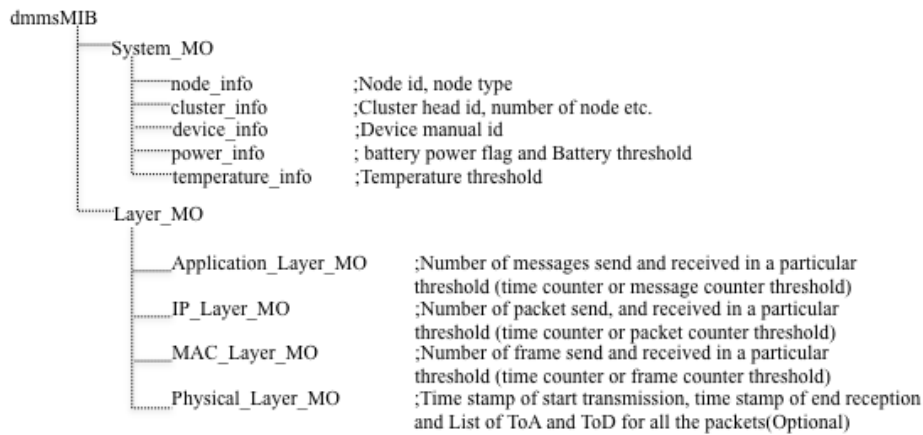 dmmsMIB
System_MO
node_info ;Node id, node type
cluster_info ;Cluster head id, number of node etc.
device_info ;Device manual id
power_info ; battery power flag and Battery threshold
temperature_info ;Temperature threshold
Layer_MO
Application_Layer_MO ;Number of messages send and received in a particular
threshold (time counter or message counter threshold)
IP_Layer_MO ;Number of packet send, and received in a particular
threshold (time counter or packet counter threshold)
MAC_Layer_MO ;Number of frame send and received in a particular
threshold (time counter or frame counter threshold)
Physical_Layer_MO ;Time stamp of start transmission, time stamp of end reception
and List of ToA and ToD for all the packets(Optional)